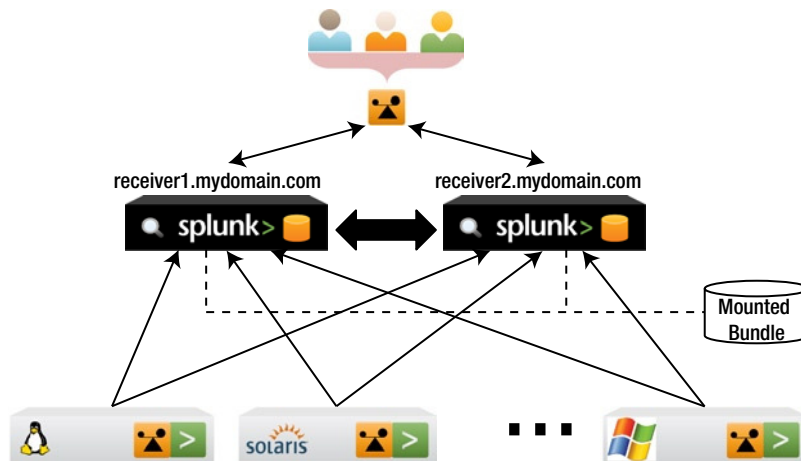 receiver1.mydomain.com
receiver2.mydomain.com
splunk>
splunk>
Mounted
Bundle
solaris
>
>
>